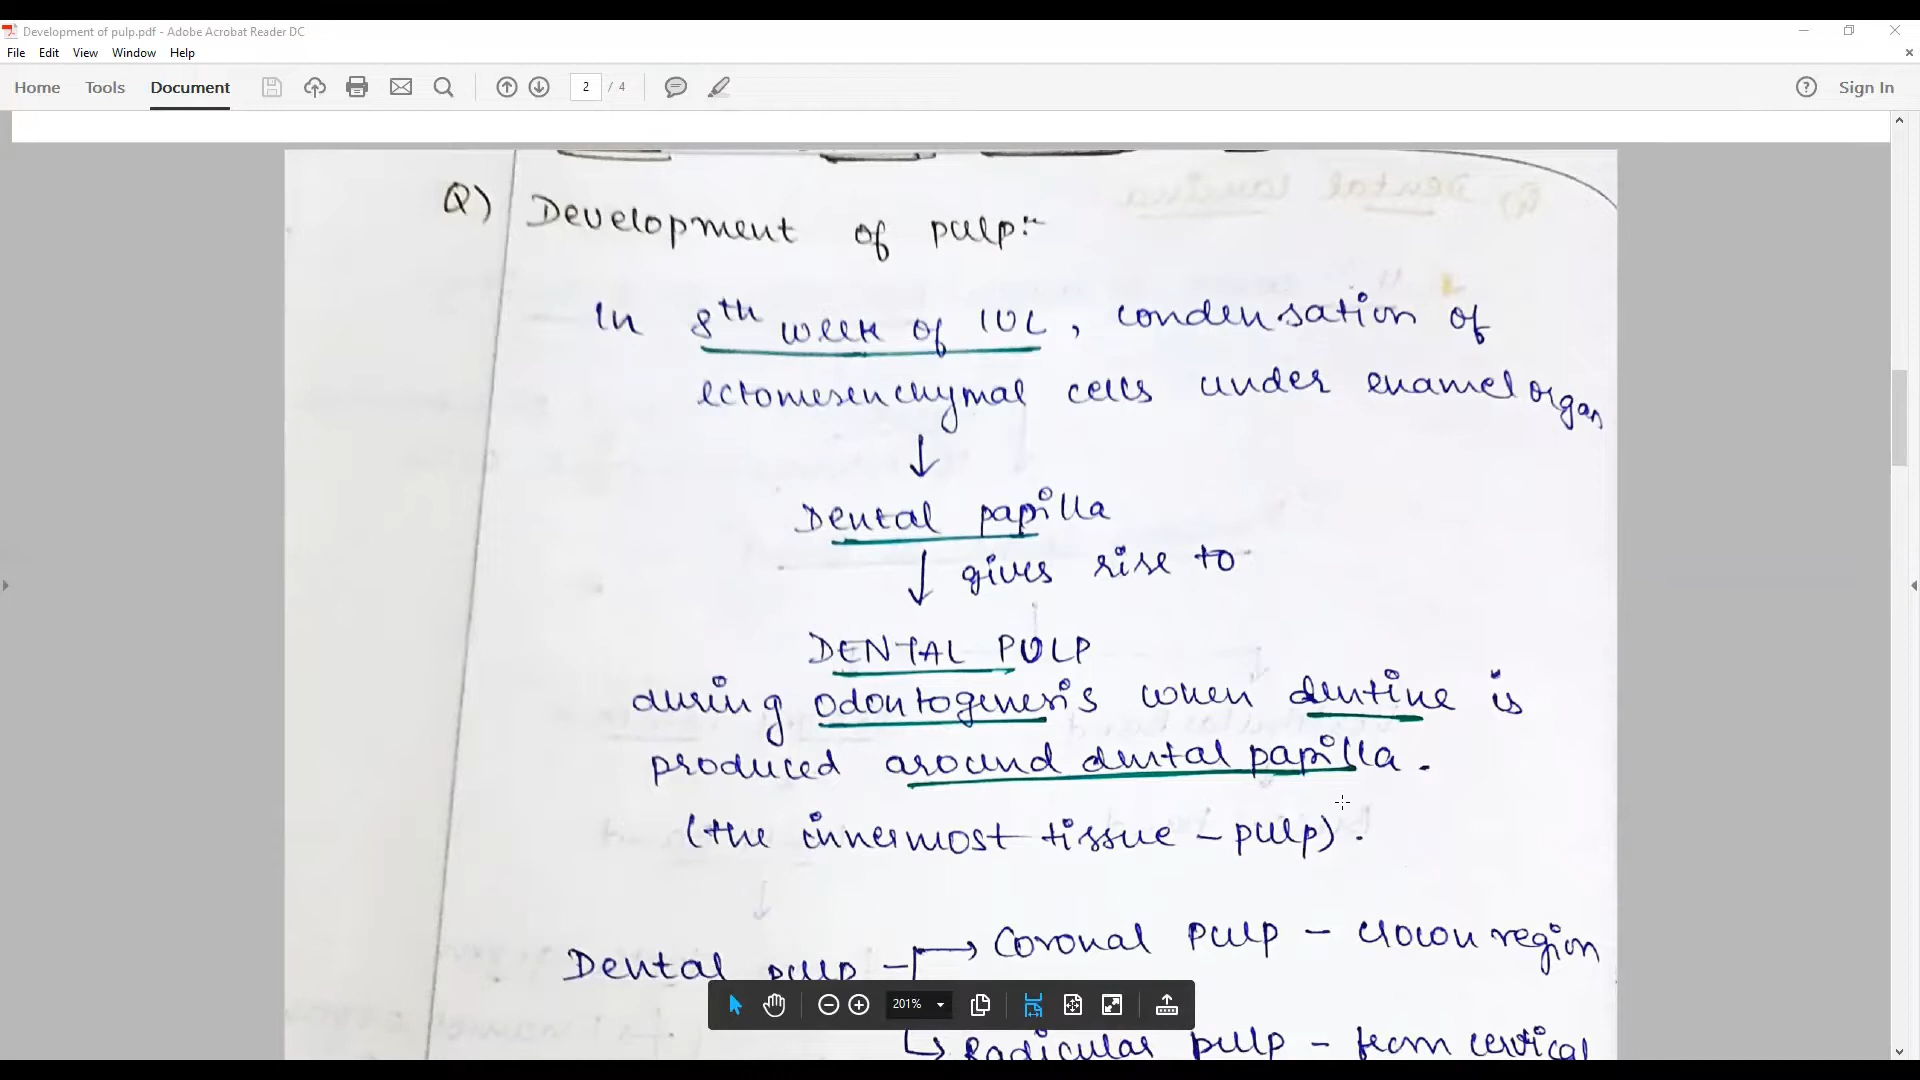 Development of pulp.pdf - Adobe Acrobat Reader DC
File Edit View Window Help
Home Tools Document 2 / 4 Sign In
Q) Development of pulp:-
In 8th week of IUL, condensation of
ectomesenchymal cells under enamel organ
↓
Dental papilla
↓ gives rise to
DENTAL PULP
during odontogenesis when dentine is
produced around dental papilla.
(the innermost tissue - pulp).
Dental pulp → Coronal pulp - crown region
201%
↳ Radicular pulp - from cervical